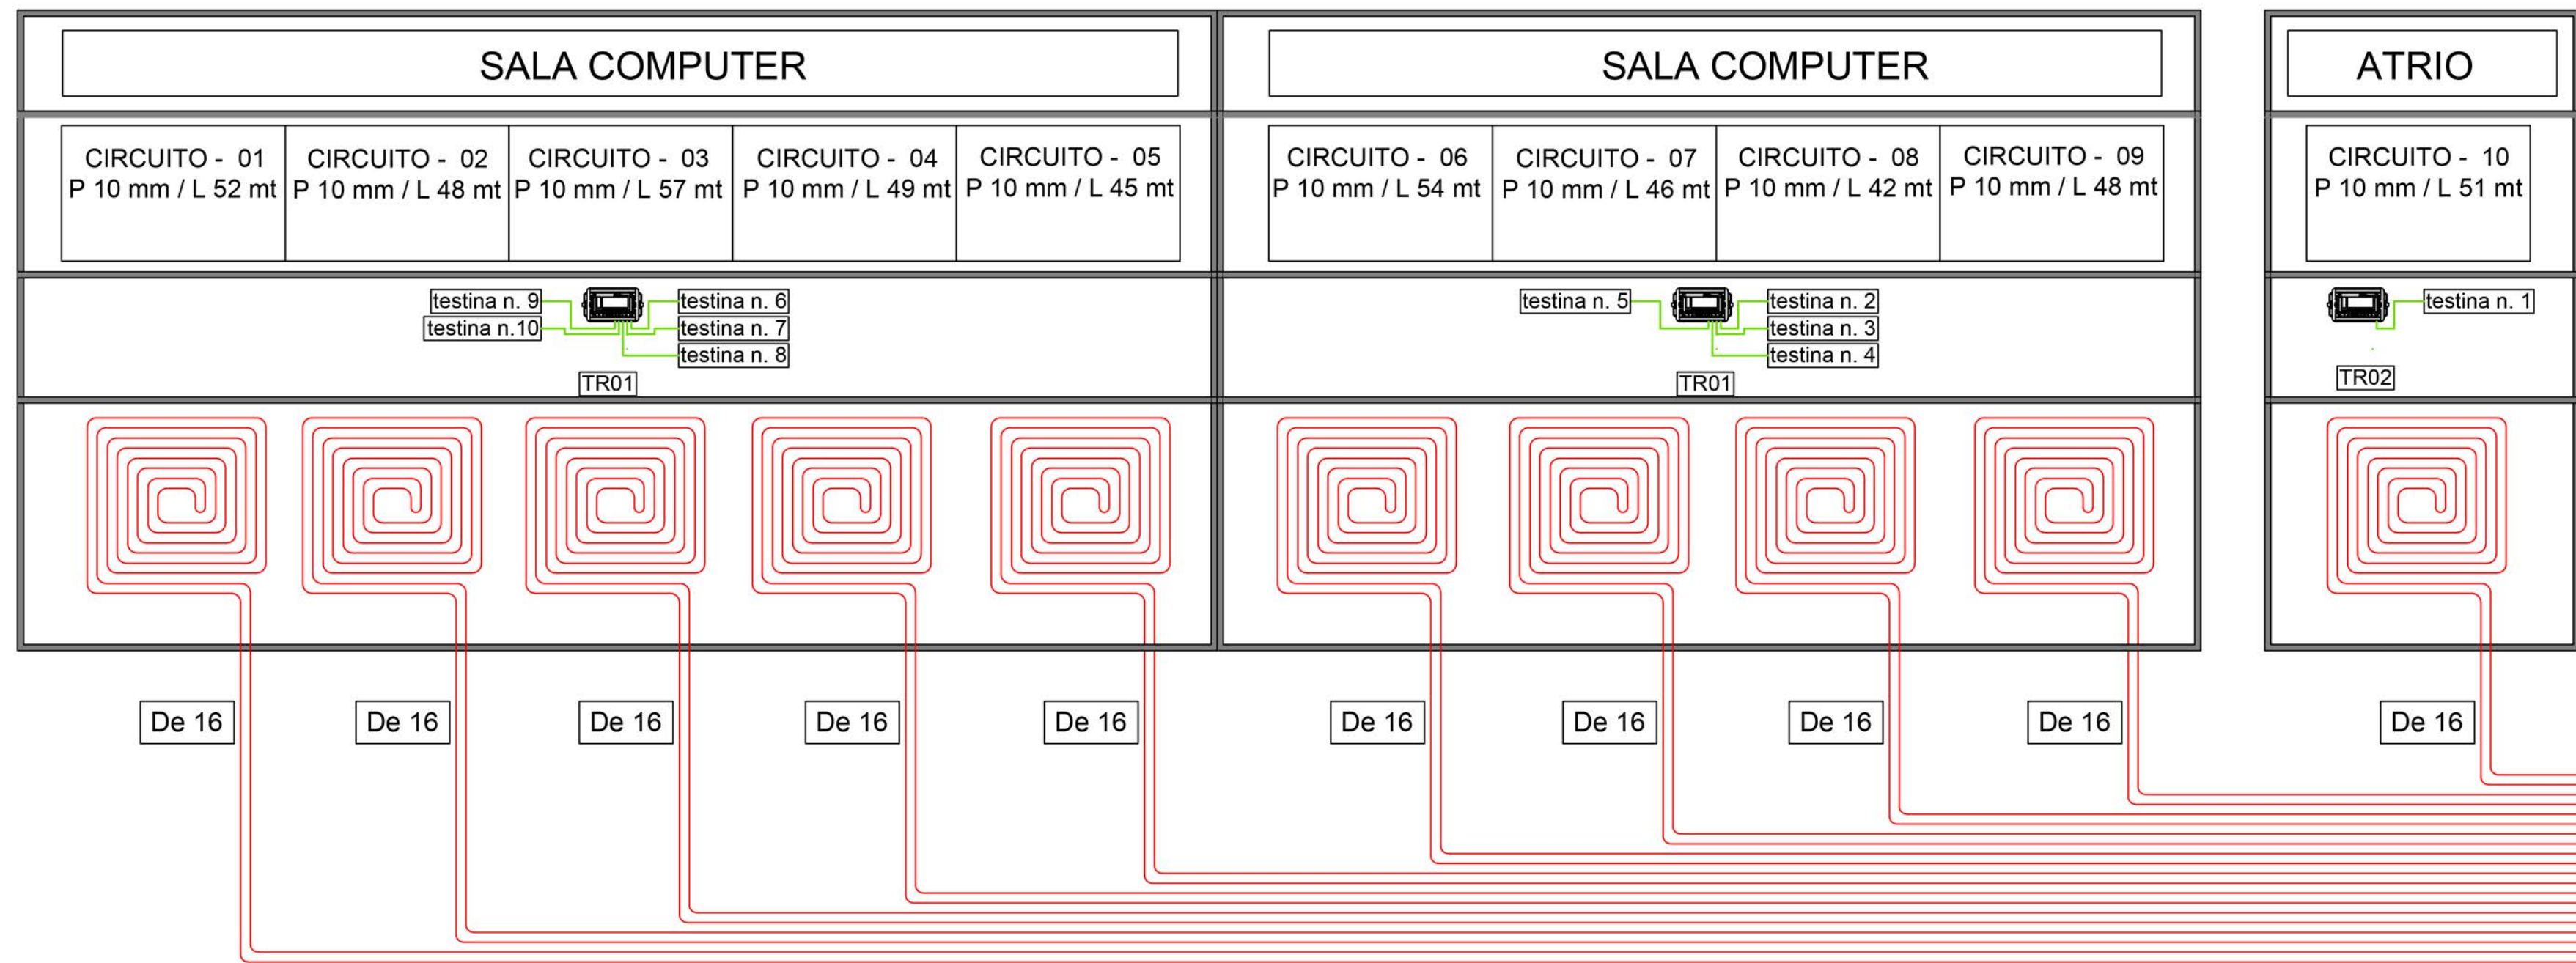 SALA COMPUTER
SALA COMPUTER
ATRIO
CIRCUITO - 01
P 10 mm / L 52 mt
CIRCUITO - 02
P 10 mm / L 48 mt
CIRCUITO - 03
P 10 mm / L 57 mt
CIRCUITO - 04
P 10 mm / L 49 mt
CIRCUITO - 05
P 10 mm / L 45 mt
CIRCUITO - 06
P 10 mm / L 54 mt
CIRCUITO - 07
P 10 mm / L 46 mt
CIRCUITO - 08
P 10 mm / L 42 mt
CIRCUITO - 09
P 10 mm / L 48 mt
CIRCUITO - 10
P 10 mm / L 51 mt
testina n. 9
testina n.10
testina n. 6
testina n. 7
testina n. 8
TR01
testina n. 5
testina n. 2
testina n. 3
testina n. 4
TR01
testina n. 1
TR02
De 16
De 16
De 16
De 16
De 16
De 16
De 16
De 16
De 16
De 16